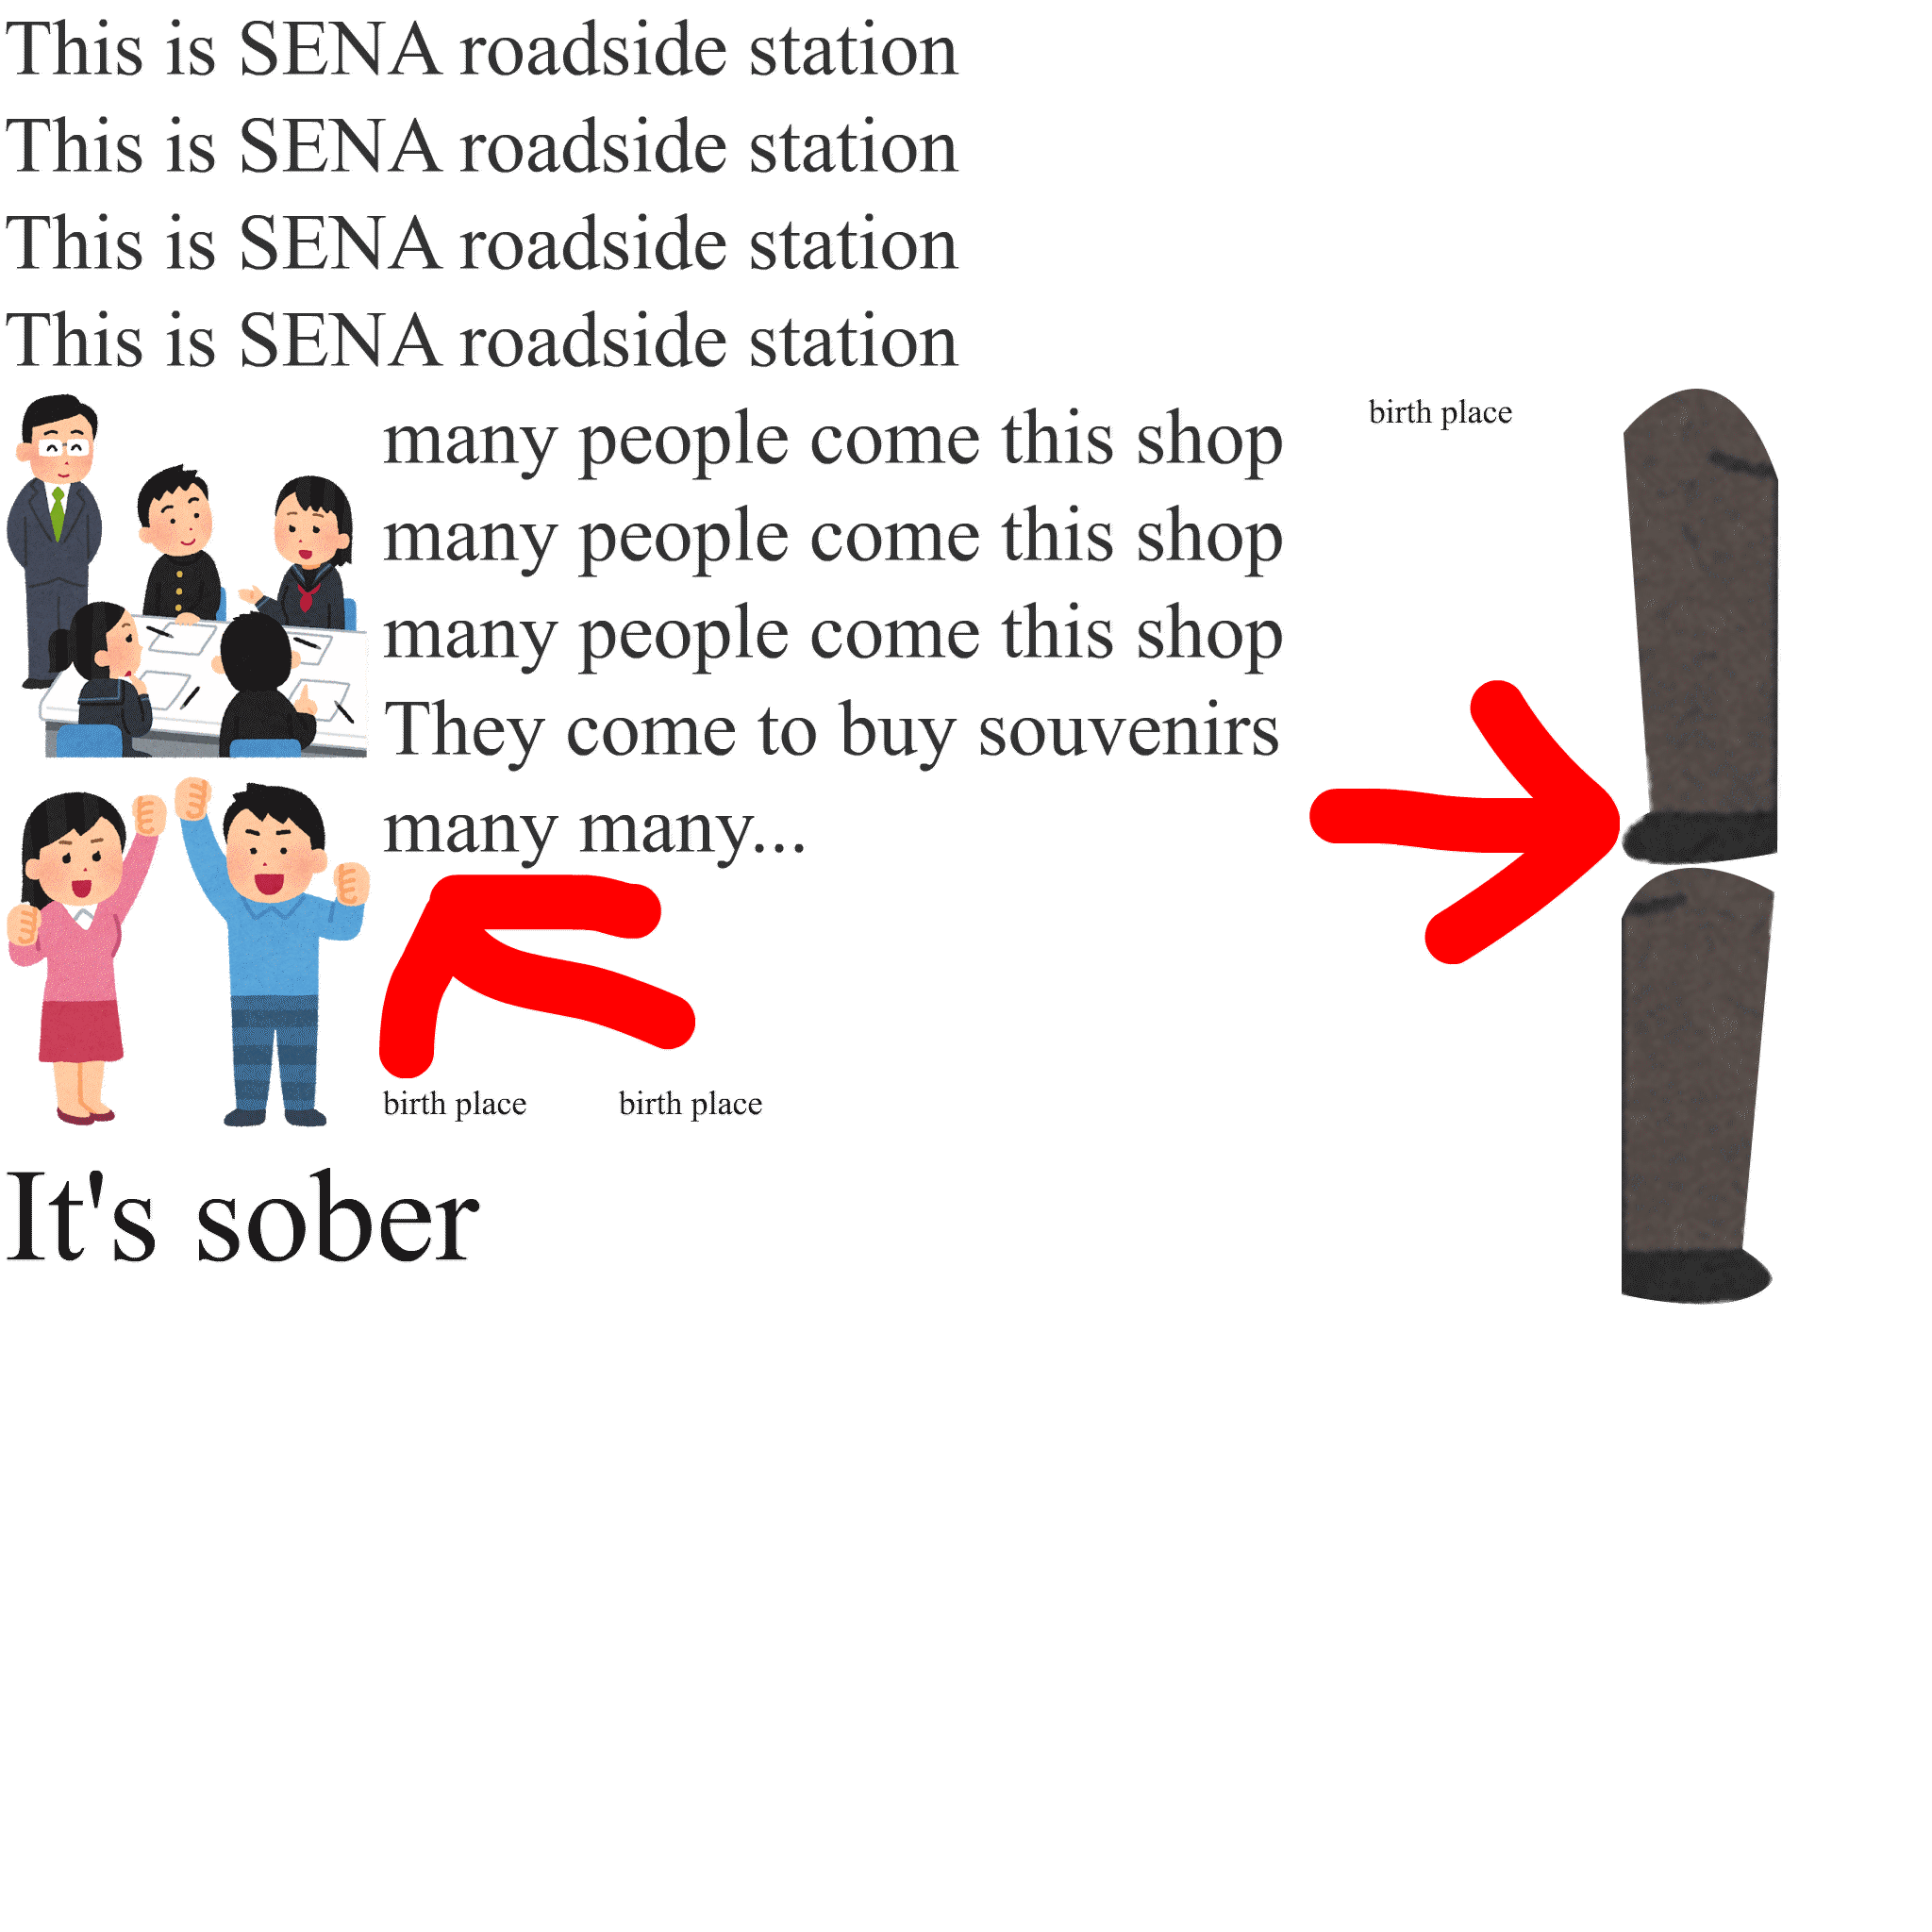 This is SENA roadside station
This is SENA roadside station
This is SENA roadside station
This is SENA roadside station
many people come this shop
birth place
many people come this shop
many people come this shop
They come to buy souvenirs
many many...
birth place birth place
It's sober